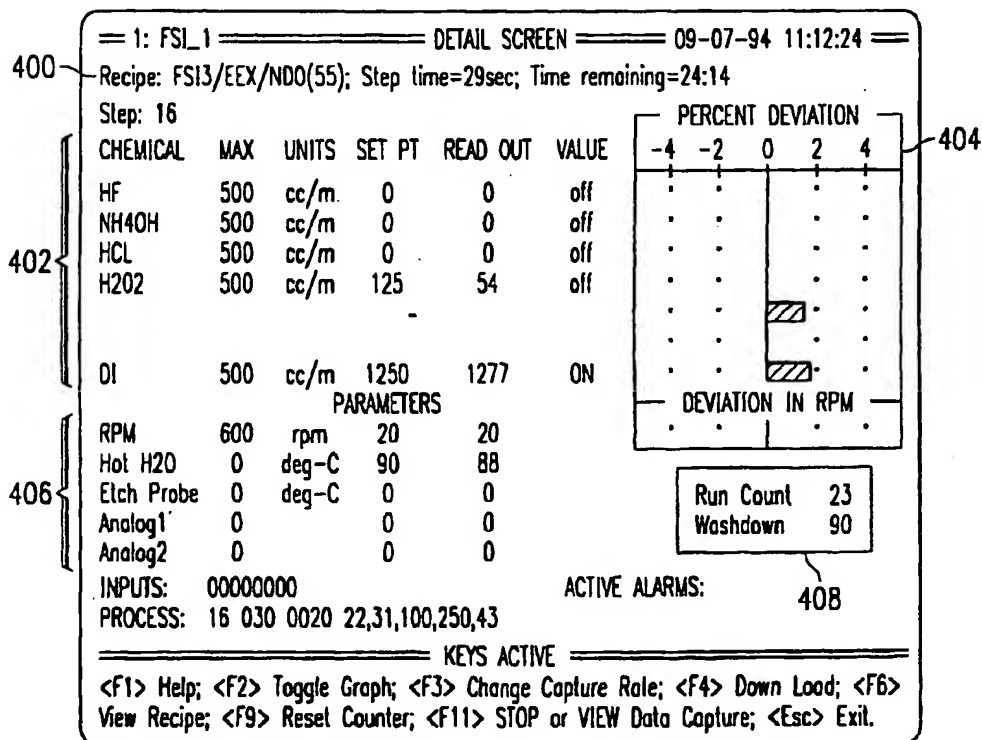 1: FSI_1 DETAIL SCREEN 09-07-94 11:12:24
400 Recipe: FSI3/EEX/NDO(55); Step time=29sec; Time remaining=24:14
Step: 16
PERCENT DEVIATION
404
CHEMICAL MAX UNITS SET PT READ OUT VALUE -4 -2 0 2 4
HF 500 cc/m. 0 0 off
NH4OH 500 cc/m 0 0 off
402 HCL 500 cc/m 0 0 off
H202 500 cc/m 125 54 off
DI 500 cc/m 1250 1277 ON
PARAMETERS
DEVIATION IN RPM
RPM 600 rpm 20 20
Hot H20 0 deg-C 90 88
406 Etch Probe 0 deg-C 0 0
Analog1 0 0 0
Analog2 0 0 0
Run Count 23
Washdown 90
408
INPUTS: 00000000 ACTIVE ALARMS:
PROCESS: 16 030 0020 22,31,100,250,43
KEYS ACTIVE
<F1> Help; <F2> Toggle Graph; <F3> Change Capture Rate; <F4> Down Load; <F6>
View Recipe; <F9> Reset Counter; <F11> STOP or VIEW Data Capture; <Esc> Exit.